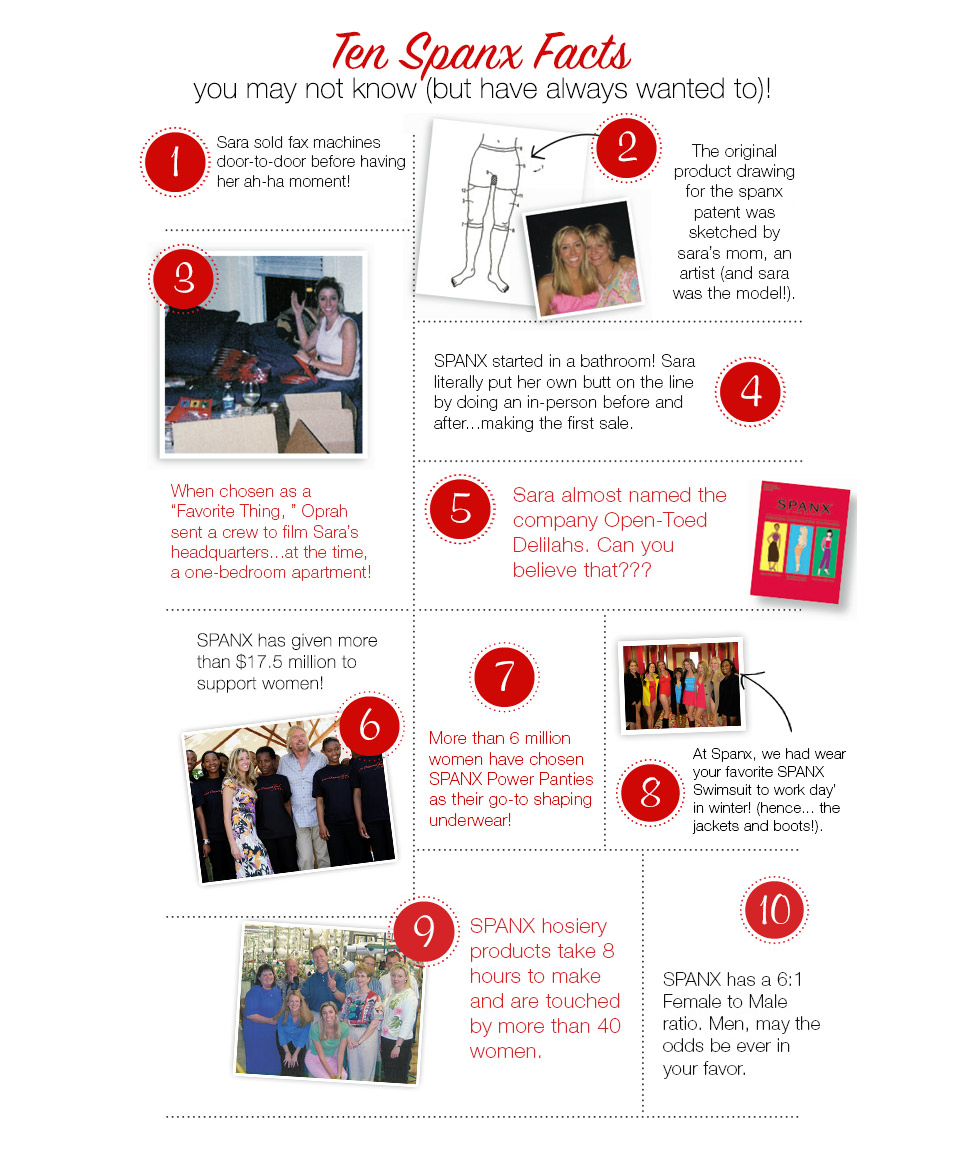 Ten Spanx Facts
you may not know (but have always wanted to)!
1
Sara sold fax machines
door-to-door before having
her ah-ha moment!
2
The original
product drawing
for the spanx
patent was
sketched by
sara's mom, an
artist (and sara
was the model!).
3
When chosen as a
“Favorite Thing, ” Oprah
sent a crew to film Sara's
headquarters...at the time,
a one-bedroom apartment!
SPANX started in a bathroom! Sara
literally put her own butt on the line
by doing an in-person before and
after...making the first sale.
4
5
Sara almost named the
company Open-Toed
Delilahs. Can you
believe that???
SPANX
SPANX has given more
than $17.5 million to
support women!
6
7
More than 6 million
women have chosen
SPANX Power Panties
as their go-to shaping
underwear!
8
At Spanx, we had wear
your favorite SPANX
Swimsuit to work day'
in winter! (hence... the
jackets and boots!).
9
SPANX hosiery
products take 8
hours to make
and are touched
by more than 40
women.
10
SPANX has a 6:1
Female to Male
ratio. Men, may the
odds be ever in
your favor.